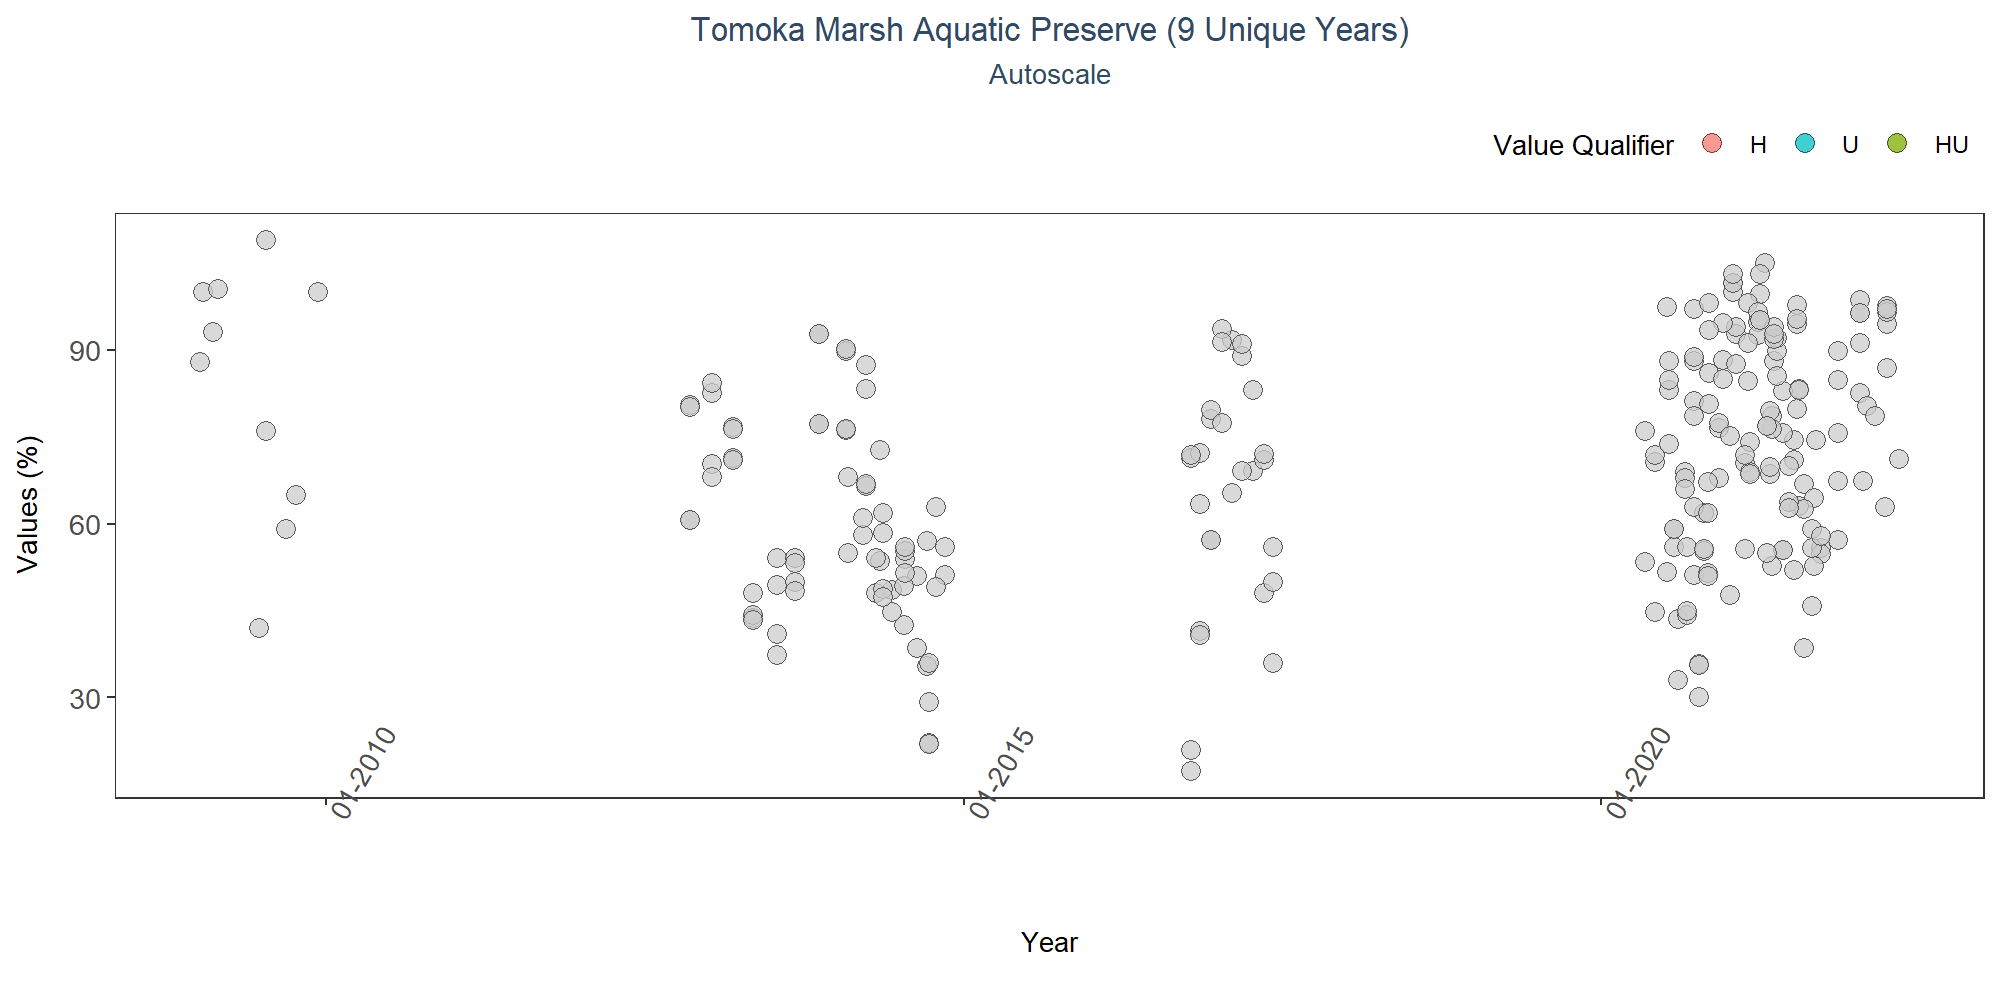 Tomoka Marsh Aquatic Preserve (9 Unique Years)
Autoscale
Value Qualifier H U HU
Values (%)
90
60
30
01-2010 01-2015 01-2020
Year